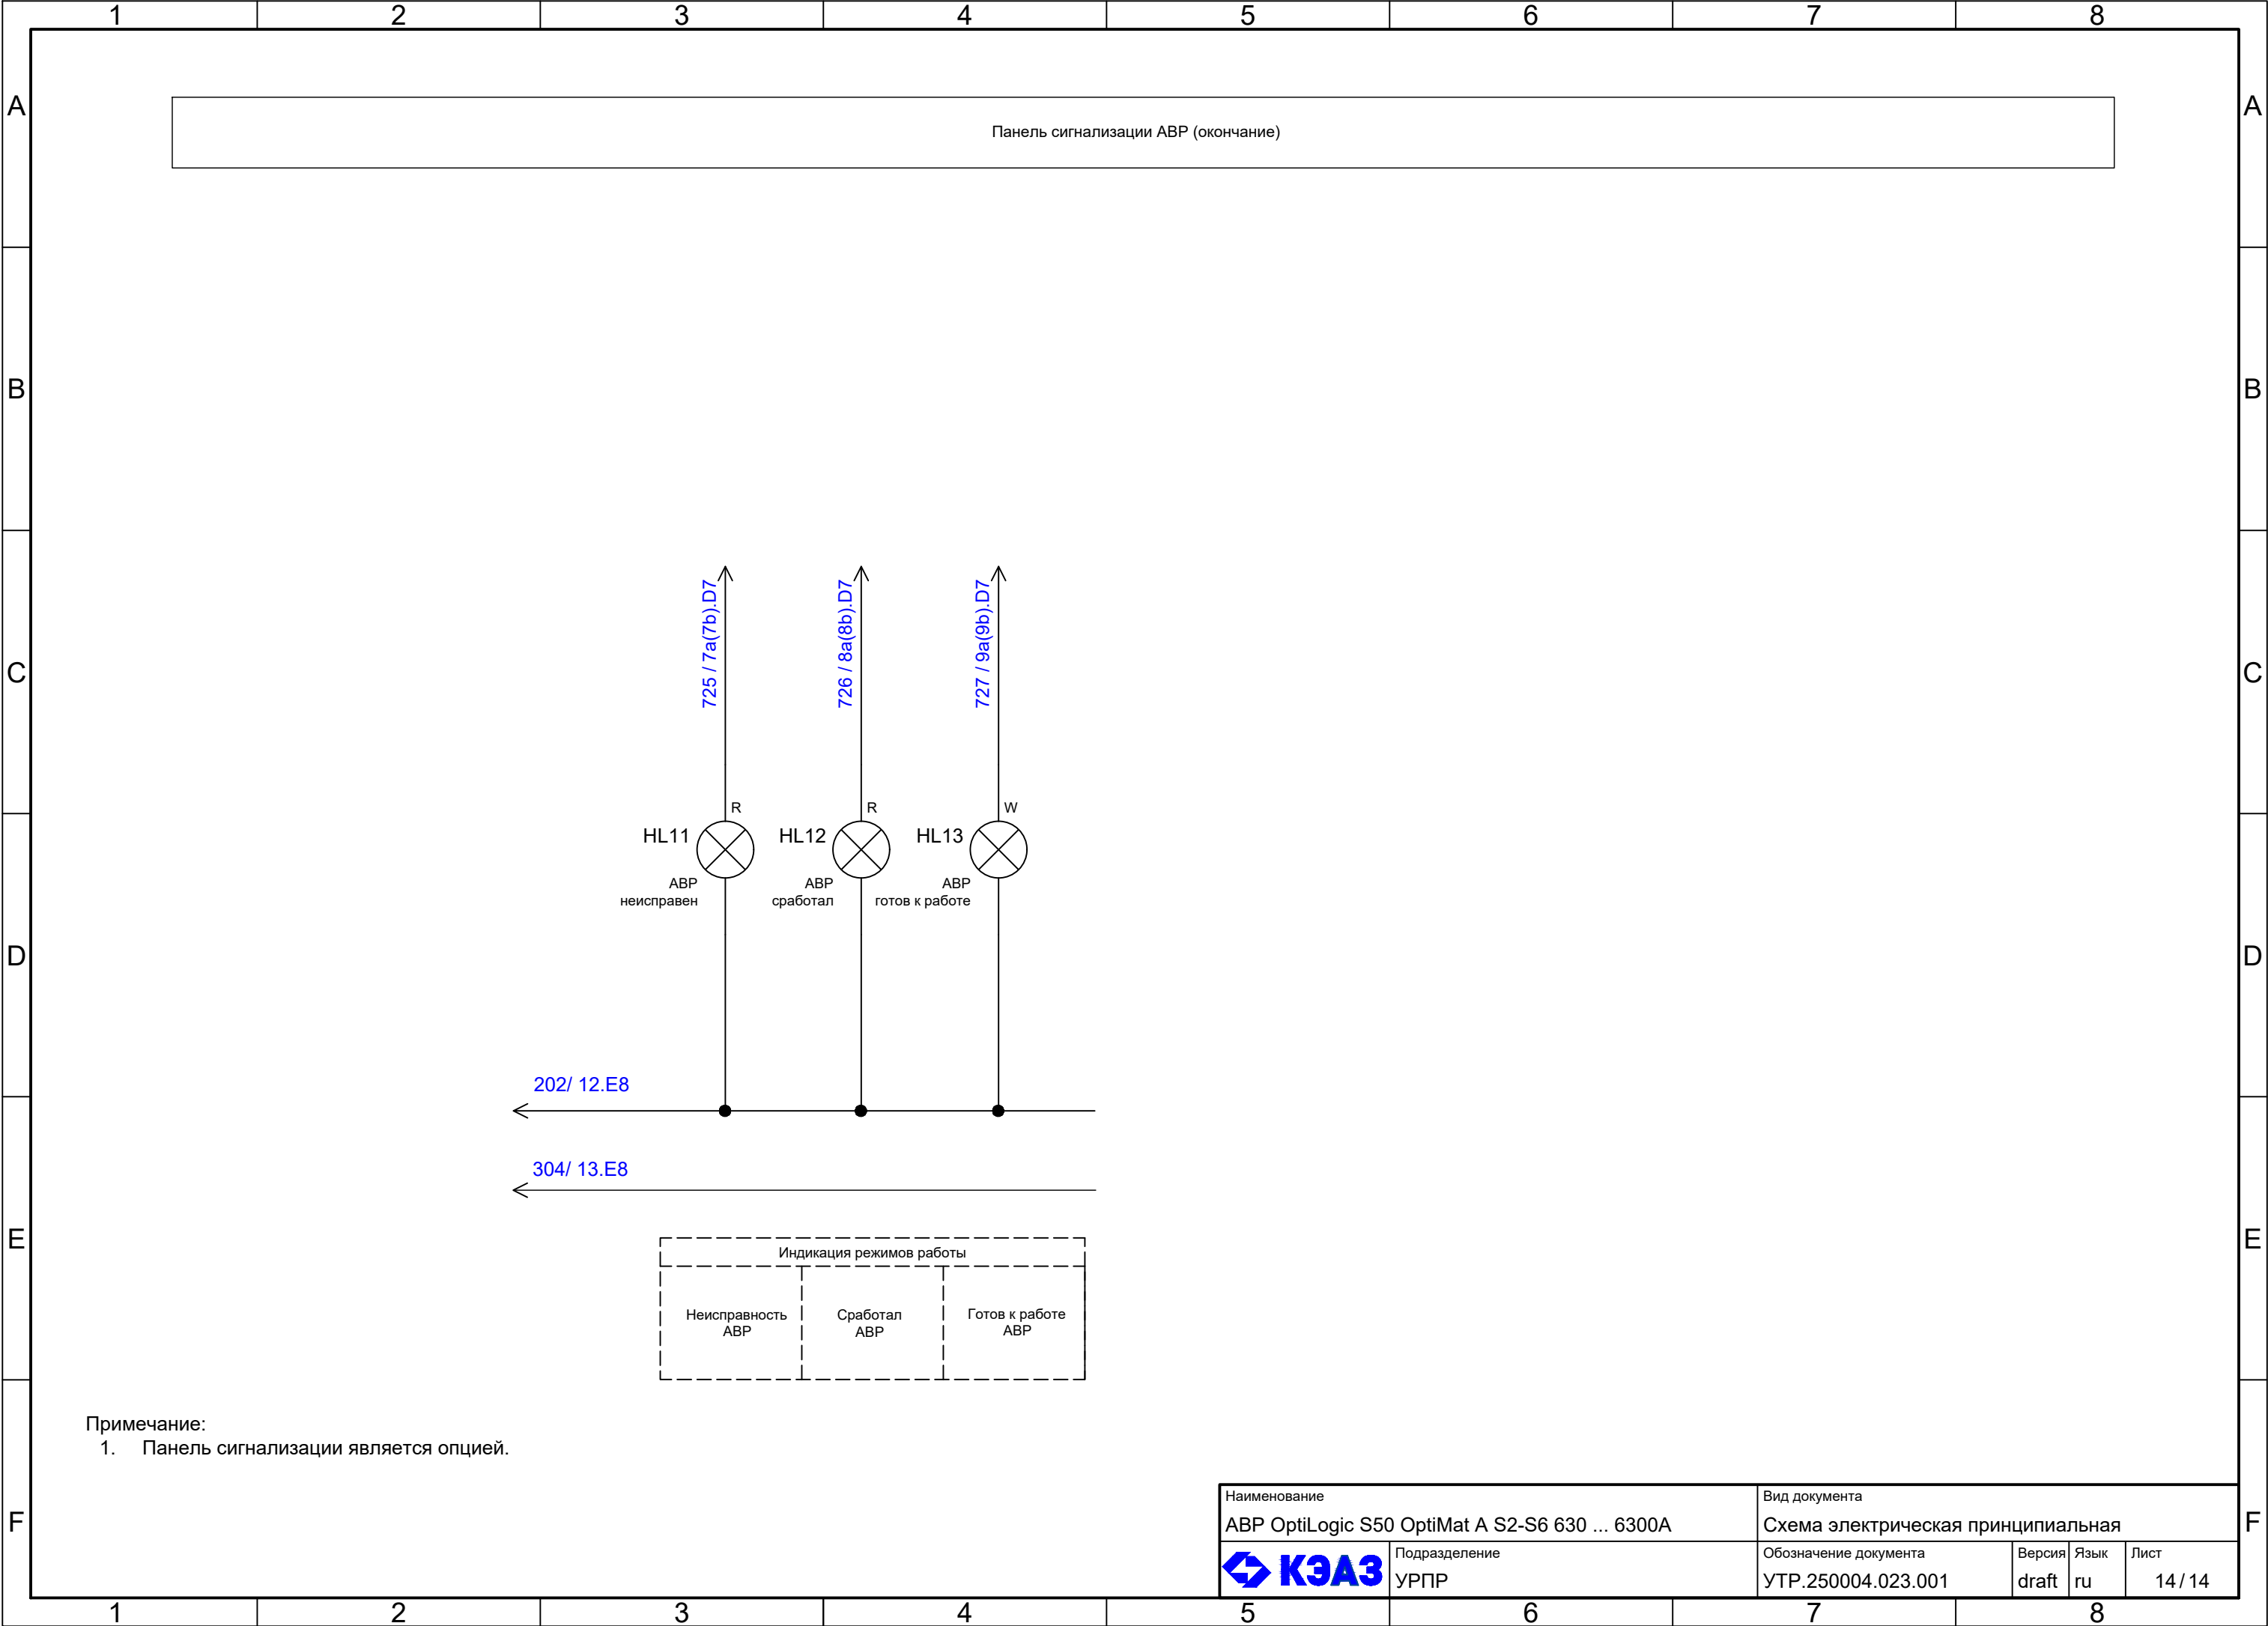 1 2 3 4 5 6 7 8
A A
Панель сигнализации АВР (окончание)
B B
C C
725 / 7a(7b).D7
726 / 8a(8b).D7
727 / 9a(9b).D7
R R W
HL11 HL12 HL13
АВР
неисправен
АВР
сработал
АВР
готов к работе
D D
202/ 12.E8
304/ 13.E8
E E
Индикация режимов работы
Неисправность
АВР
Сработал
АВР
Готов к работе
АВР
Примечание:
1. Панель сигнализации является опцией.
F F
Наименование
АВР OptiLogic S50 OptiMat A S2-S6 630 ... 6300А
Вид документа
Схема электрическая принципиальная
КЭАЗ
Подразделение
УРПР
Обозначение документа
УТР.250004.023.001
Версия
draft
Язык
ru
Лист
14 / 14
1 2 3 4 5 6 7 8